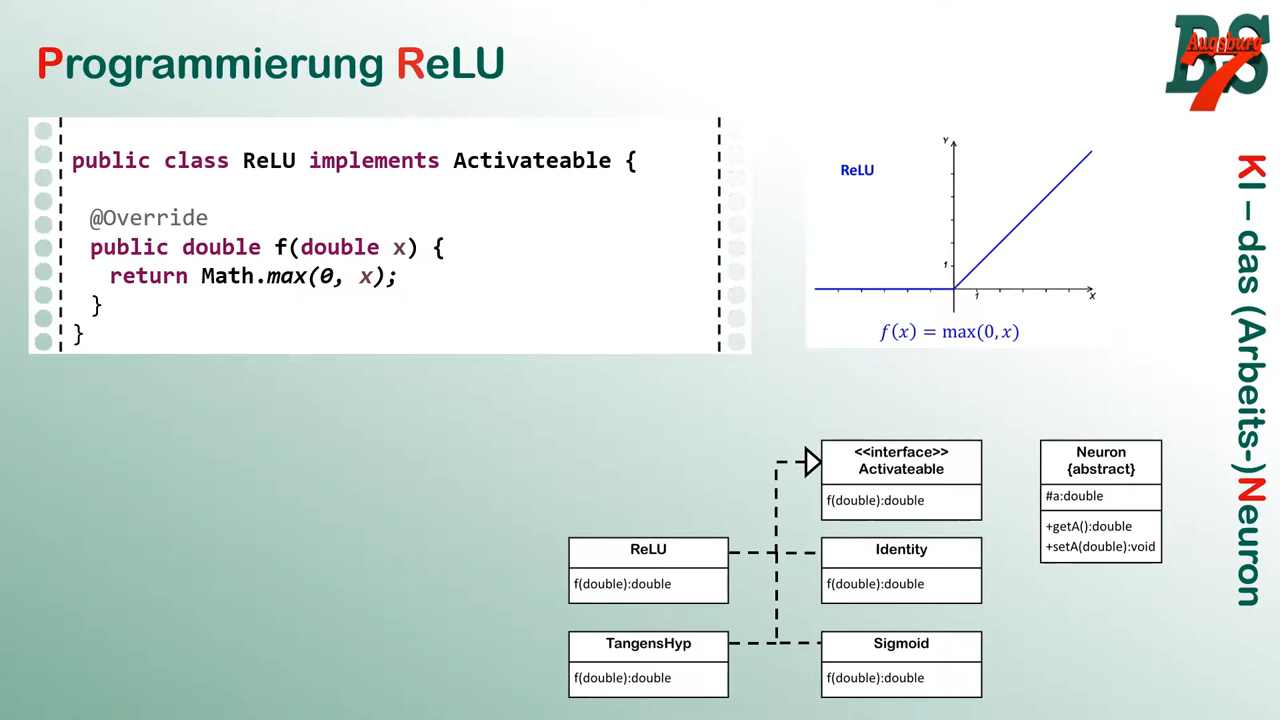 Programmierung ReLU
BS
Augsburg
7
public class ReLU implements Activateable {
@Override
public double f(double x) {
return Math.max(0, x);
}
}
Y
ReLU
1
1
X
f(x) = max(0, x)
KI – das (Arbeits-)Neuron
<<interface>>
Activateable
f(double):double
Neuron
{abstract}
#a:double
+getA():double
+setA(double):void
ReLU
f(double):double
Identity
f(double):double
TangensHyp
f(double):double
Sigmoid
f(double):double